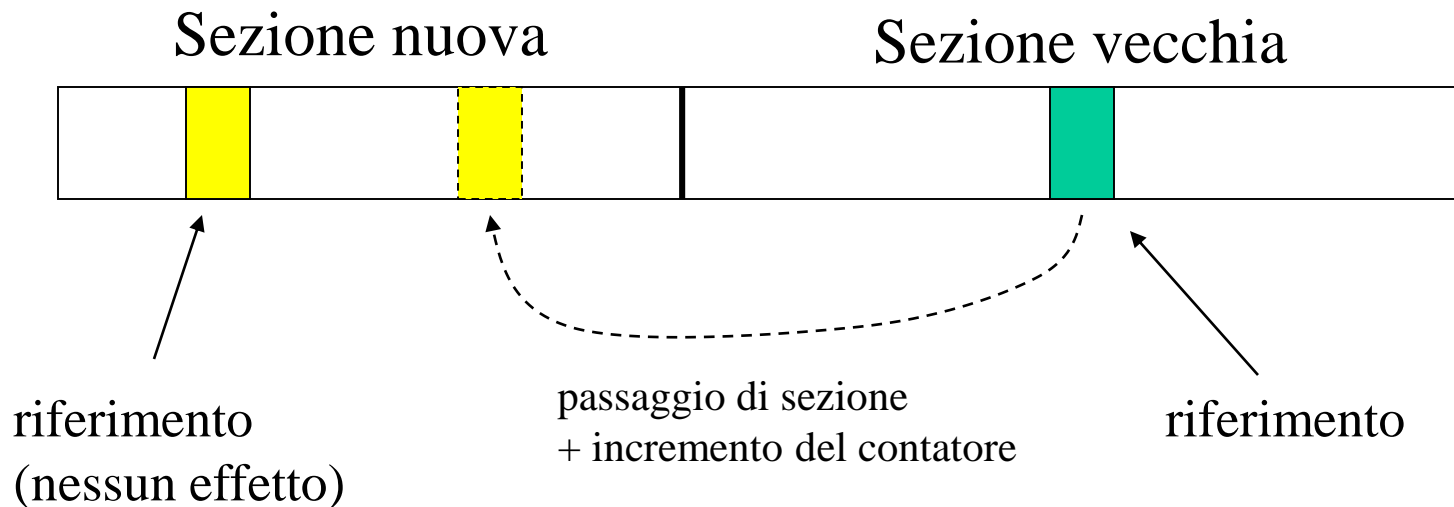 Sezione nuova
Sezione vecchia
riferimento
(nessun effetto)
passaggio di sezione
+ incremento del contatore
riferimento